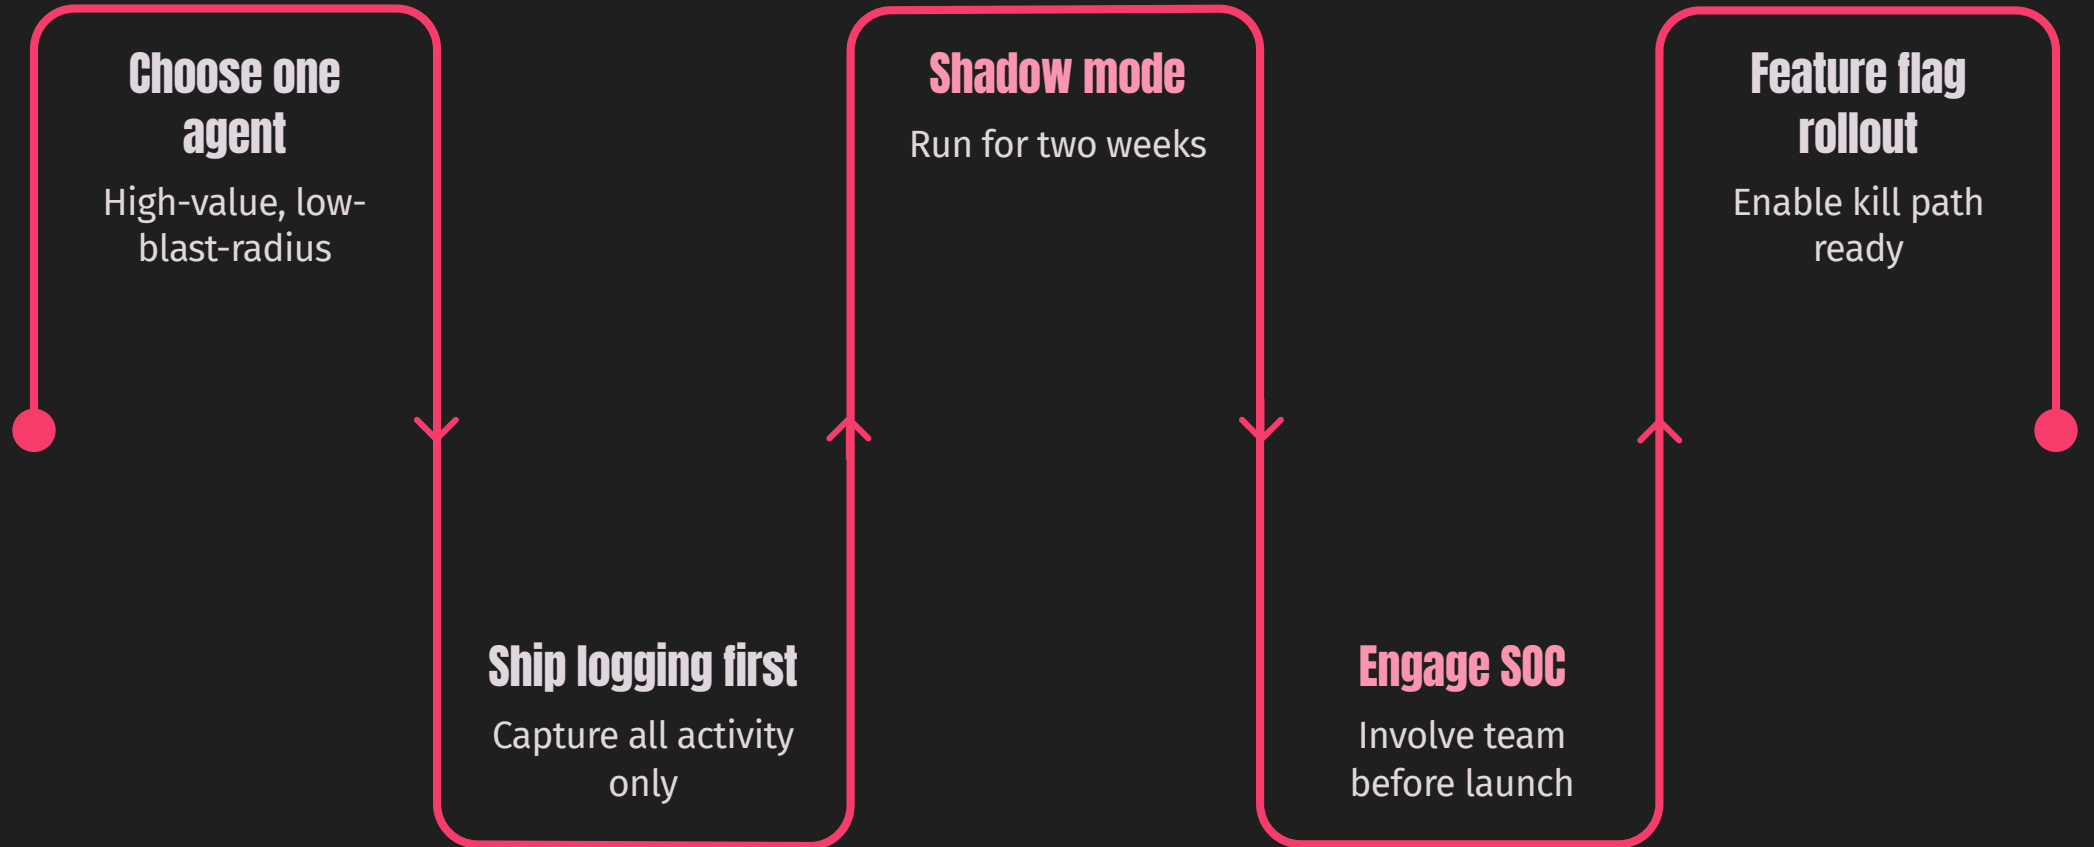 Choose one
agent
High-value, low-
blast-radius
Ship logging first
Capture all activity
only
Shadow mode
Run for two weeks
Engage SOC
Involve team
before launch
Feature flag
rollout
Enable kill path
ready